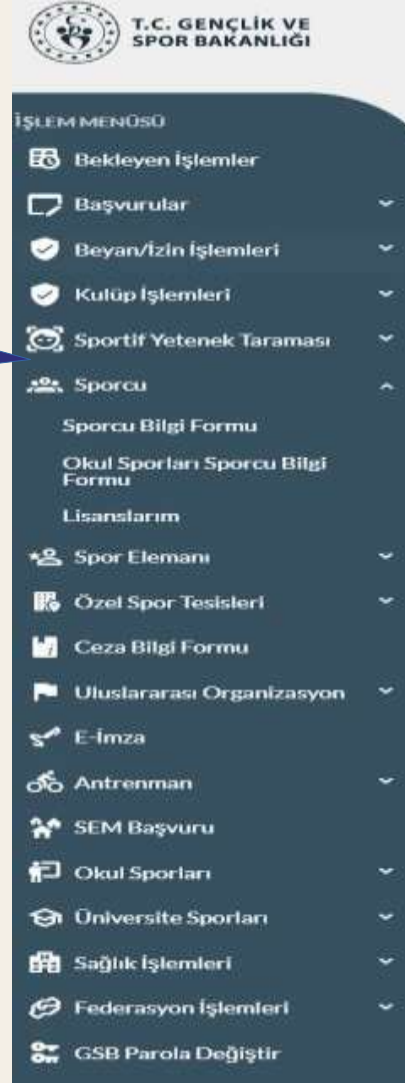 T.C. GENÇLİK VE
SPOR BAKANLIĞI
İŞLEM MENÜSÜ
Bekleyen İşlemler
Başvurular
Beyan/İzin İşlemleri
Kulüp İşlemleri
Sportif Yetenek Taraması
Sporcu
Sporcu Bilgi Formu
Okul Sporları Sporcu Bilgi
Formu
Lisanslarım
Spor Elemanı
Özel Spor Tesisleri
Ceza Bilgi Formu
Uluslararası Organizasyon
E-İmza
Antrenman
SEM Başvuru
Okul Sporları
Üniversite Sporları
Sağlık İşlemleri
Federasyon İşlemleri
GSB Parola Değiştir